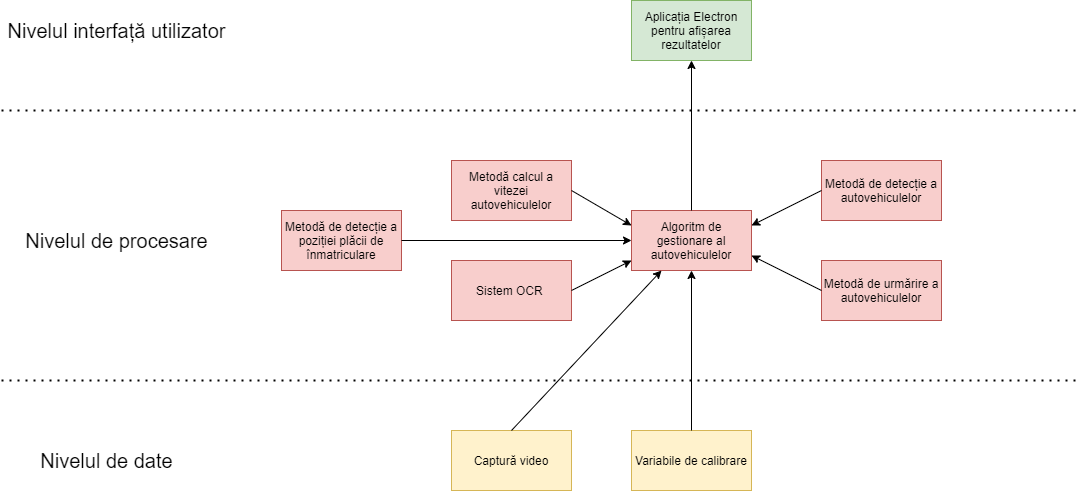 Nivelul interfață utilizator
Aplicația Electron
pentru afișarea
rezultatelor
Nivelul de procesare
Metodă calcul a
vitezei
autovehiculelor
Metodă de detecție a
autovehiculelor
Metodă de detecție a
poziției plăcii de
înmatriculare
Algoritm de
gestionare al
autovehiculelor
Sistem OCR
Metodă de urmărire a
autovehiculelor
Nivelul de date
Captură video
Variabile de calibrare